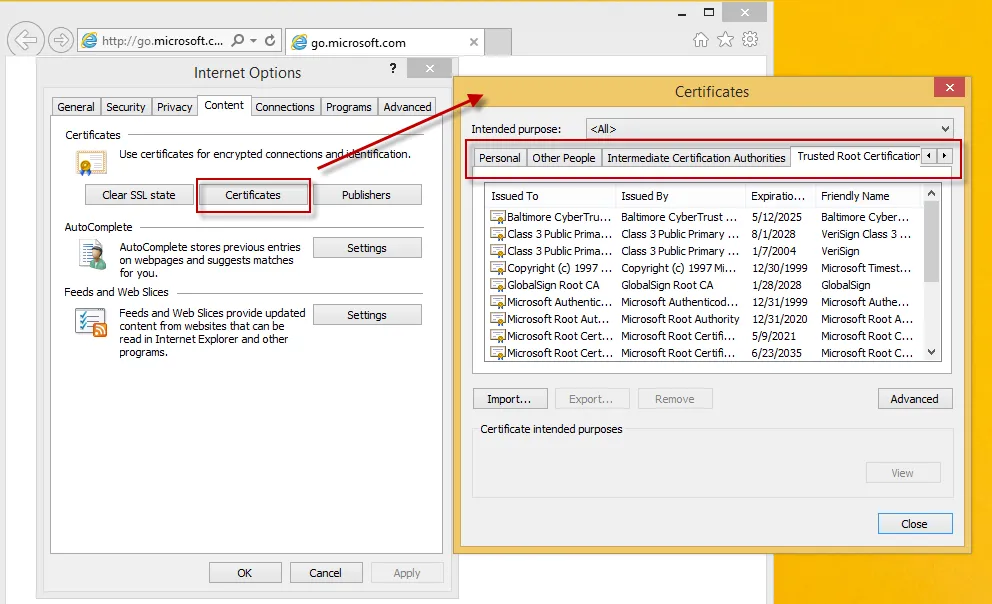 http://go.microsoft.c...
go.microsoft.com
Internet Options
?
General Security Privacy Content Connections Programs Advanced
Certificates
Use certificates for encrypted connections and identification.
Clear SSL state Certificates Publishers
AutoComplete
AutoComplete stores previous entries
on webpages and suggests matches
for you.
Settings
Feeds and Web Slices
Feeds and Web Slices provide updated
content from websites that can be
read in Internet Explorer and other
programs.
Settings
OK Cancel Apply
Certificates
Intended purpose: <All>
Personal Other People Intermediate Certification Authorities Trusted Root Certification
Issued To Issued By Expiratio... Friendly Name
Baltimore CyberTru... Baltimore CyberTrust ... 5/12/2025 Baltimore Cyber...
Class 3 Public Prima... Class 3 Public Primary ... 8/1/2028 VeriSign Class 3 ...
Class 3 Public Prima... Class 3 Public Primary ... 1/7/2004 VeriSign
Copyright (c) 1997 ... Copyright (c) 1997 Mi... 12/30/1999 Microsoft Timest...
GlobalSign Root CA GlobalSign Root CA 1/28/2028 GlobalSign
Microsoft Authentic... Microsoft Authenticod... 12/31/1999 Microsoft Authe...
Microsoft Root Aut... Microsoft Root Authority 12/31/2020 Microsoft Root A...
Microsoft Root Cert... Microsoft Root Certifi... 5/9/2021 Microsoft Root C...
Microsoft Root Cert... Microsoft Root Certifi... 6/23/2035 Microsoft Root C...
Import... Export... Remove Advanced
Certificate intended purposes
View
Close